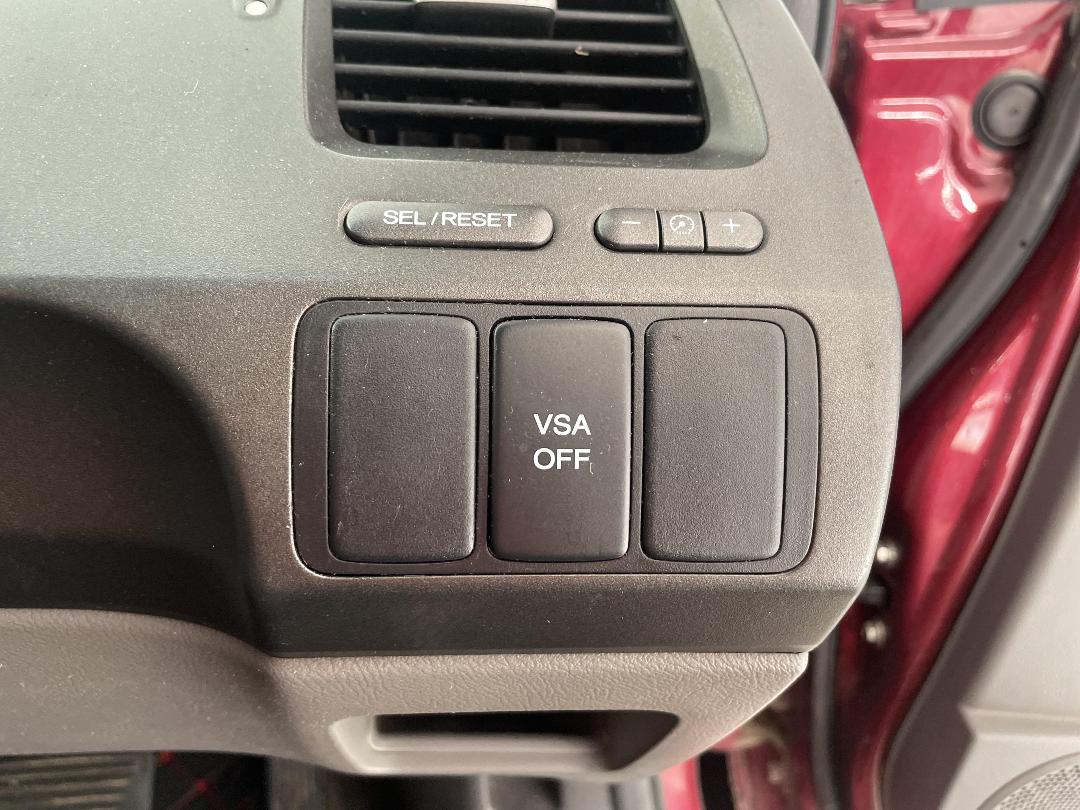 SEL / RESET
− +
VSA
OFF